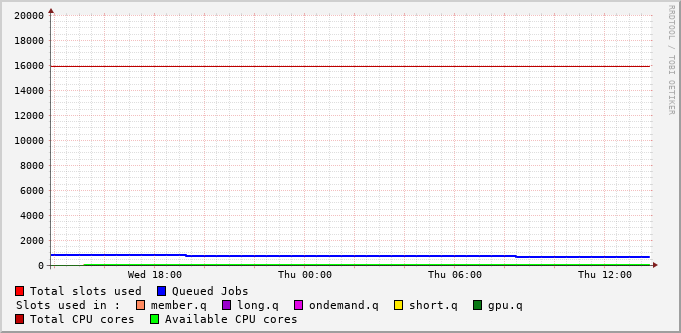 RRDTOOL / TOBI OETIKER
20000
18000
16000
14000
12000
10000
8000
6000
4000
2000
0
Wed 18:00 Thu 00:00 Thu 06:00 Thu 12:00
Total slots used Queued Jobs
Slots used in : member.q long.q ondemand.q short.q gpu.q
Total CPU cores Available CPU cores